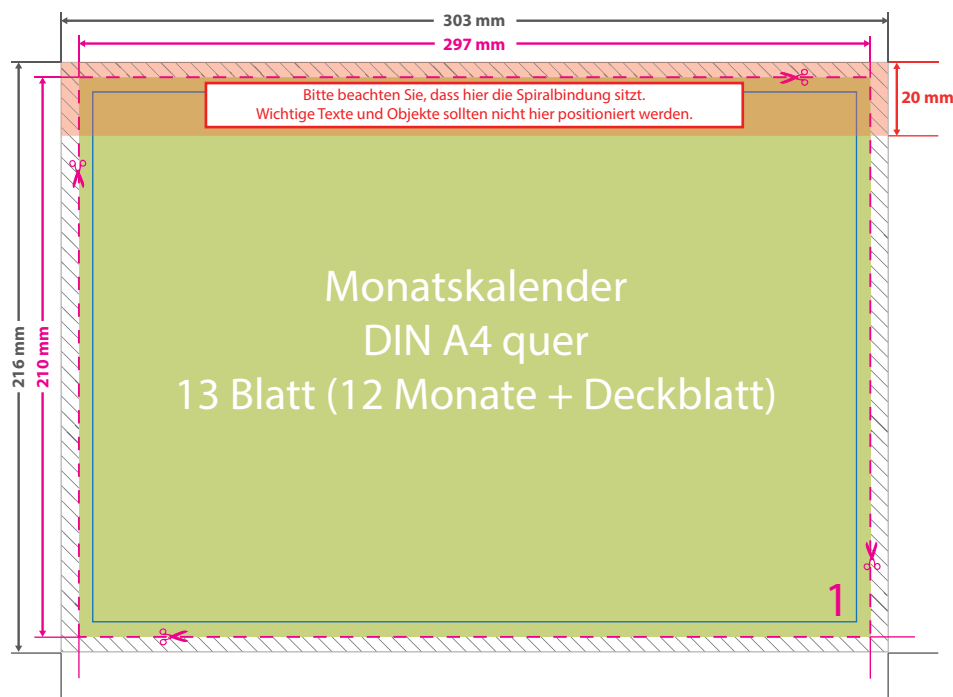 303 mm
297 mm
Bitte beachten Sie, dass hier die Spiralbindung sitzt.
Wichtige Texte und Objekte sollten nicht hier positioniert werden.
20 mm
216 mm
210 mm
Monatskalender
DIN A4 quer
13 Blatt (12 Monate + Deckblatt)
1